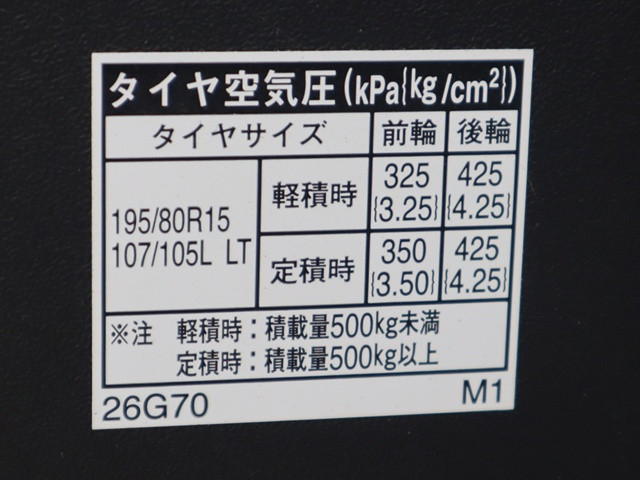 タイヤ空気圧(kPa{kg/cm²})
タイヤサイズ 前輪 後輪
195/80R15
107/105L LT
軽積時 325 {3.25} 425 {4.25}
定積時 350 {3.50} 425 {4.25}
※注 軽積時:積載量500kg未満
定積時:積載量500kg以上
26G70 M1